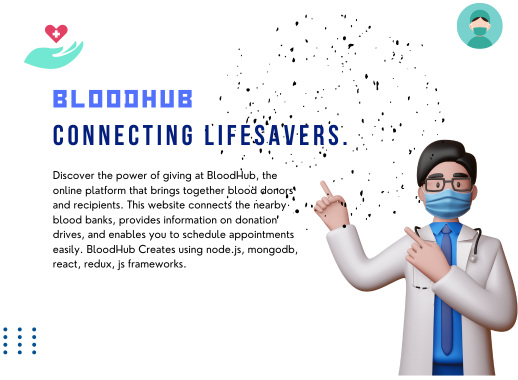 BLOODHUB
CONNECTING LIFESAVERS.
Discover the power of giving at BloodHub, the
online platform that brings together blood donors
and recipients. This website connects the nearby
blood banks, provides information on donation
drives, and enables you to schedule appointments
easily. BloodHub Creates using node.js, mongodb,
react, redux, js frameworks.